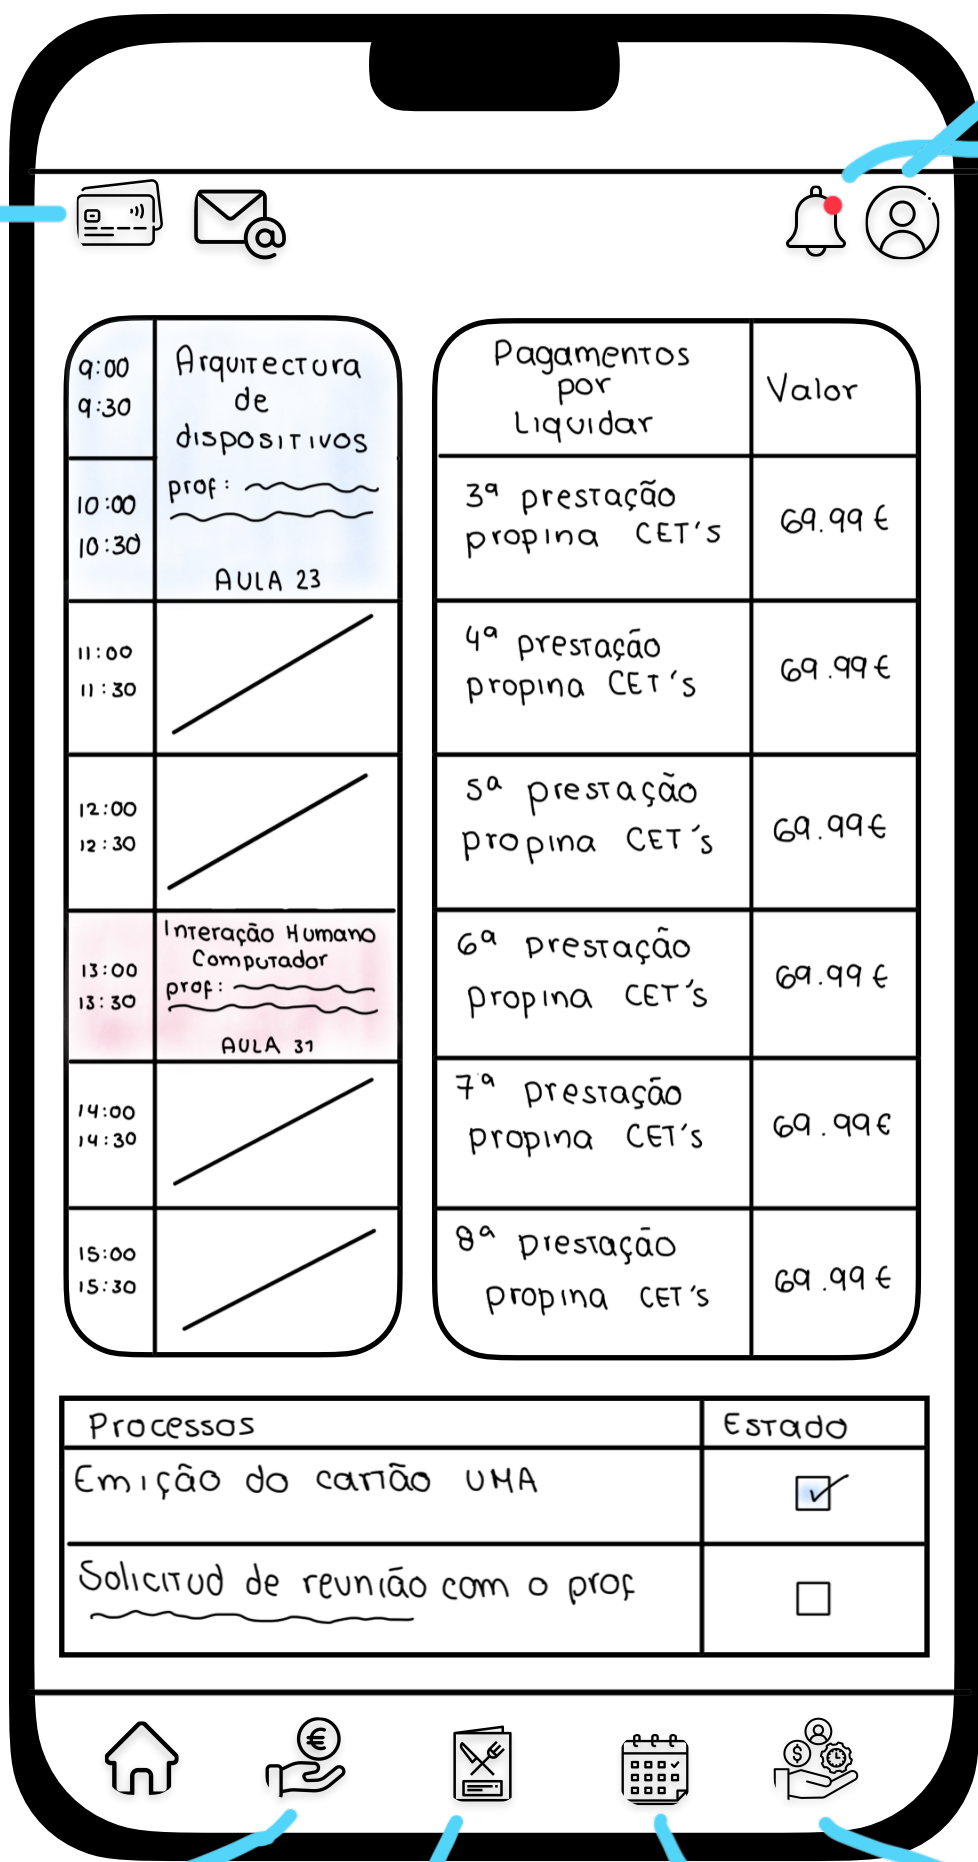 9:00
9:30
Arquitectura
de
dispositivos
10:00
10:30
prof:
AULA 23
11:00
11:30
12:00
12:30
13:00
13:30
Interação Humano
Computador
prof:
AULA 31
14:00
14:30
15:00
15:30
Pagamentos
por
Liquidar
Valor
3ª prestação
propina CET's
69.99 €
4ª prestação
propina CET's
69.99€
5ª prestação
propina CET's
69.99€
6ª prestação
propina CET's
69.99 €
7ª prestação
propina CET's
69.99€
8ª prestação
propina CET's
69.99 €
Processos
Estado
Emição do cartão UMA
Solicitud de reunião com o prof